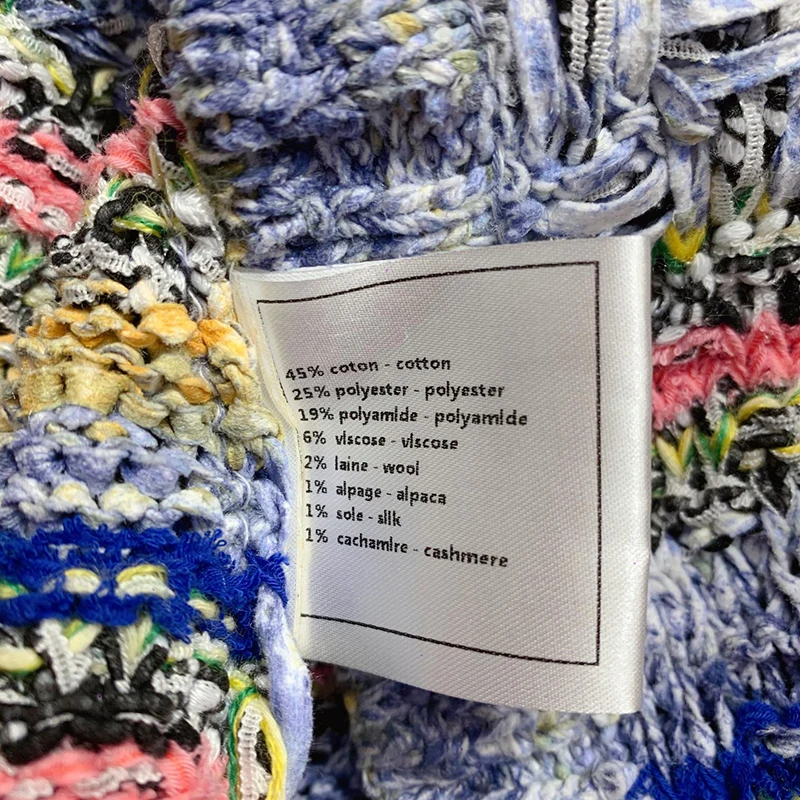 45% coton - cotton
25% polyester - polyester
19% polyamide - polyamide
6% viscose - viscose
2% laine - wool
1% alpage - alpaca
1% soie - silk
1% cachamire - cashmere